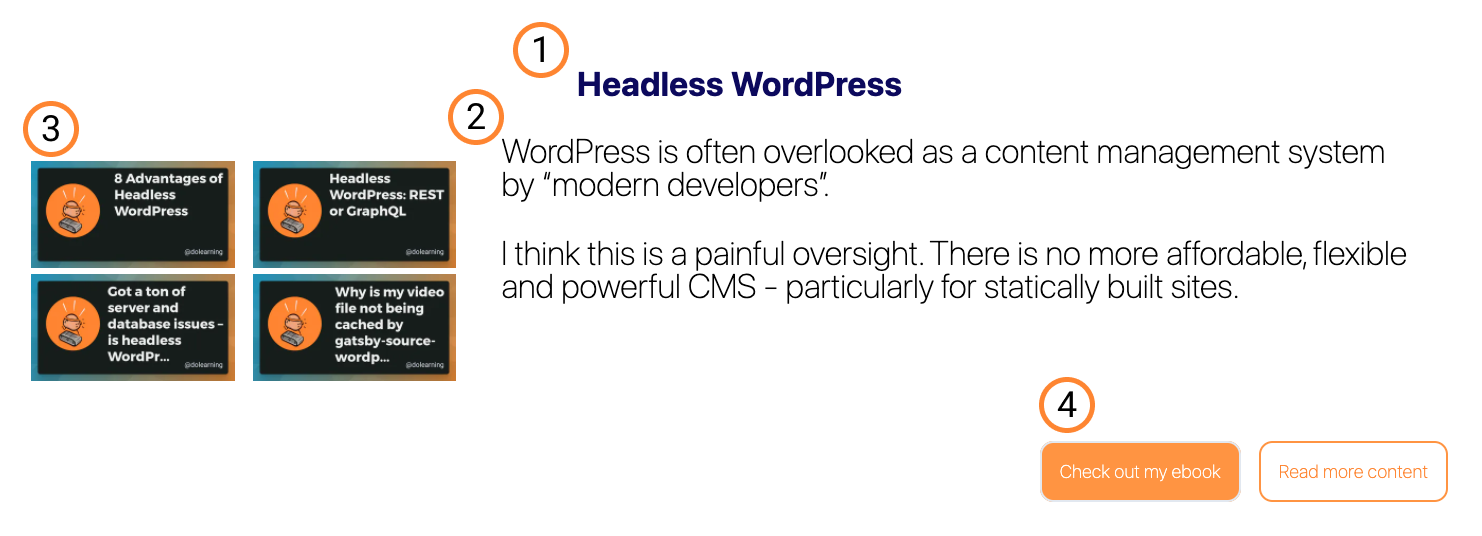 1
Headless WordPress
2
WordPress is often overlooked as a content management system
by “modern developers”.
I think this is a painful oversight. There is no more affordable, flexible
and powerful CMS – particularly for statically built sites.
3
8 Advantages of
Headless
WordPress
@dolearning
Headless
WordPress: REST
or GraphQL
@dolearning
Got a ton of
server and
database issues –
is headless
WordPr...
@dolearning
Why is my video
file not being
cached by
gatsby-source-
wordp...
@dolearning
4
Check out my ebook
Read more content